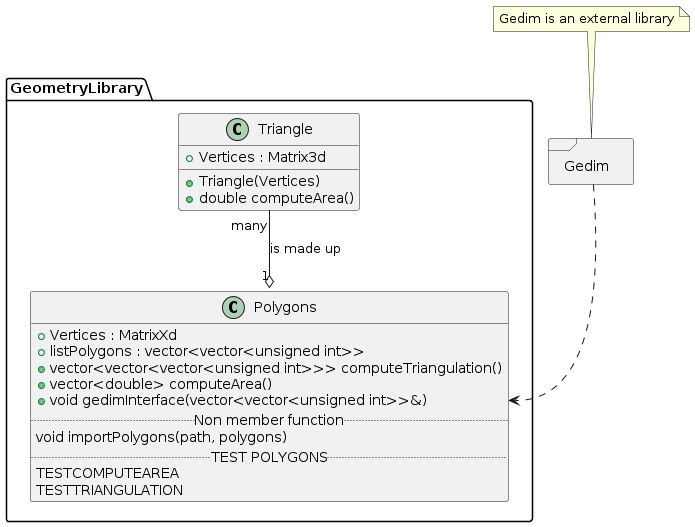 Gedim is an external library
GeometryLibrary
C Triangle
Vertices : Matrix3d
Triangle(Vertices)
double computeArea()
Gedim
many
is made up
1
C Polygons
Vertices : MatrixXd
listPolygons : vector<vector<unsigned int>>
vector<vector<vector<unsigned int>>> computeTriangulation()
vector<double> computeArea()
void gedimInterface(vector<vector<unsigned int>>&)
Non member function
void importPolygons(path, polygons)
TEST POLYGONS
TESTCOMPUTEAREA
TESTTRIANGULATION